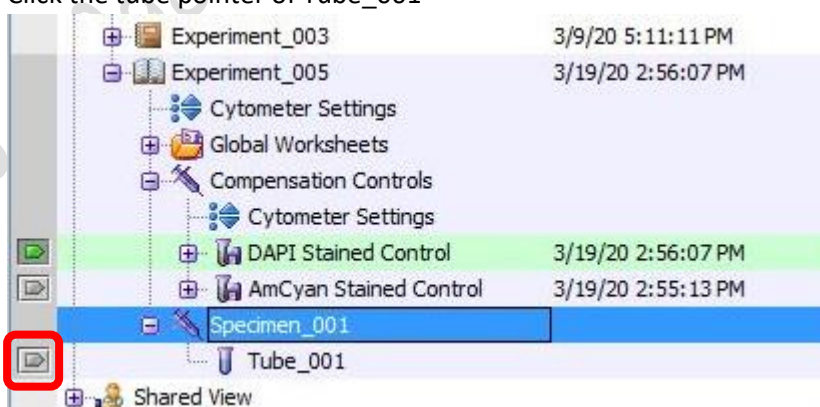 Click the tube pointer of Tube_001
Experiment_003 3/9/20 5:11:11 PM
Experiment_005 3/19/20 2:56:07 PM
Cytometer Settings
Global Worksheets
Compensation Controls
Cytometer Settings
DAPI Stained Control 3/19/20 2:56:07 PM
AmCyan Stained Control 3/19/20 2:55:13 PM
Specimen_001
Tube_001
Shared View